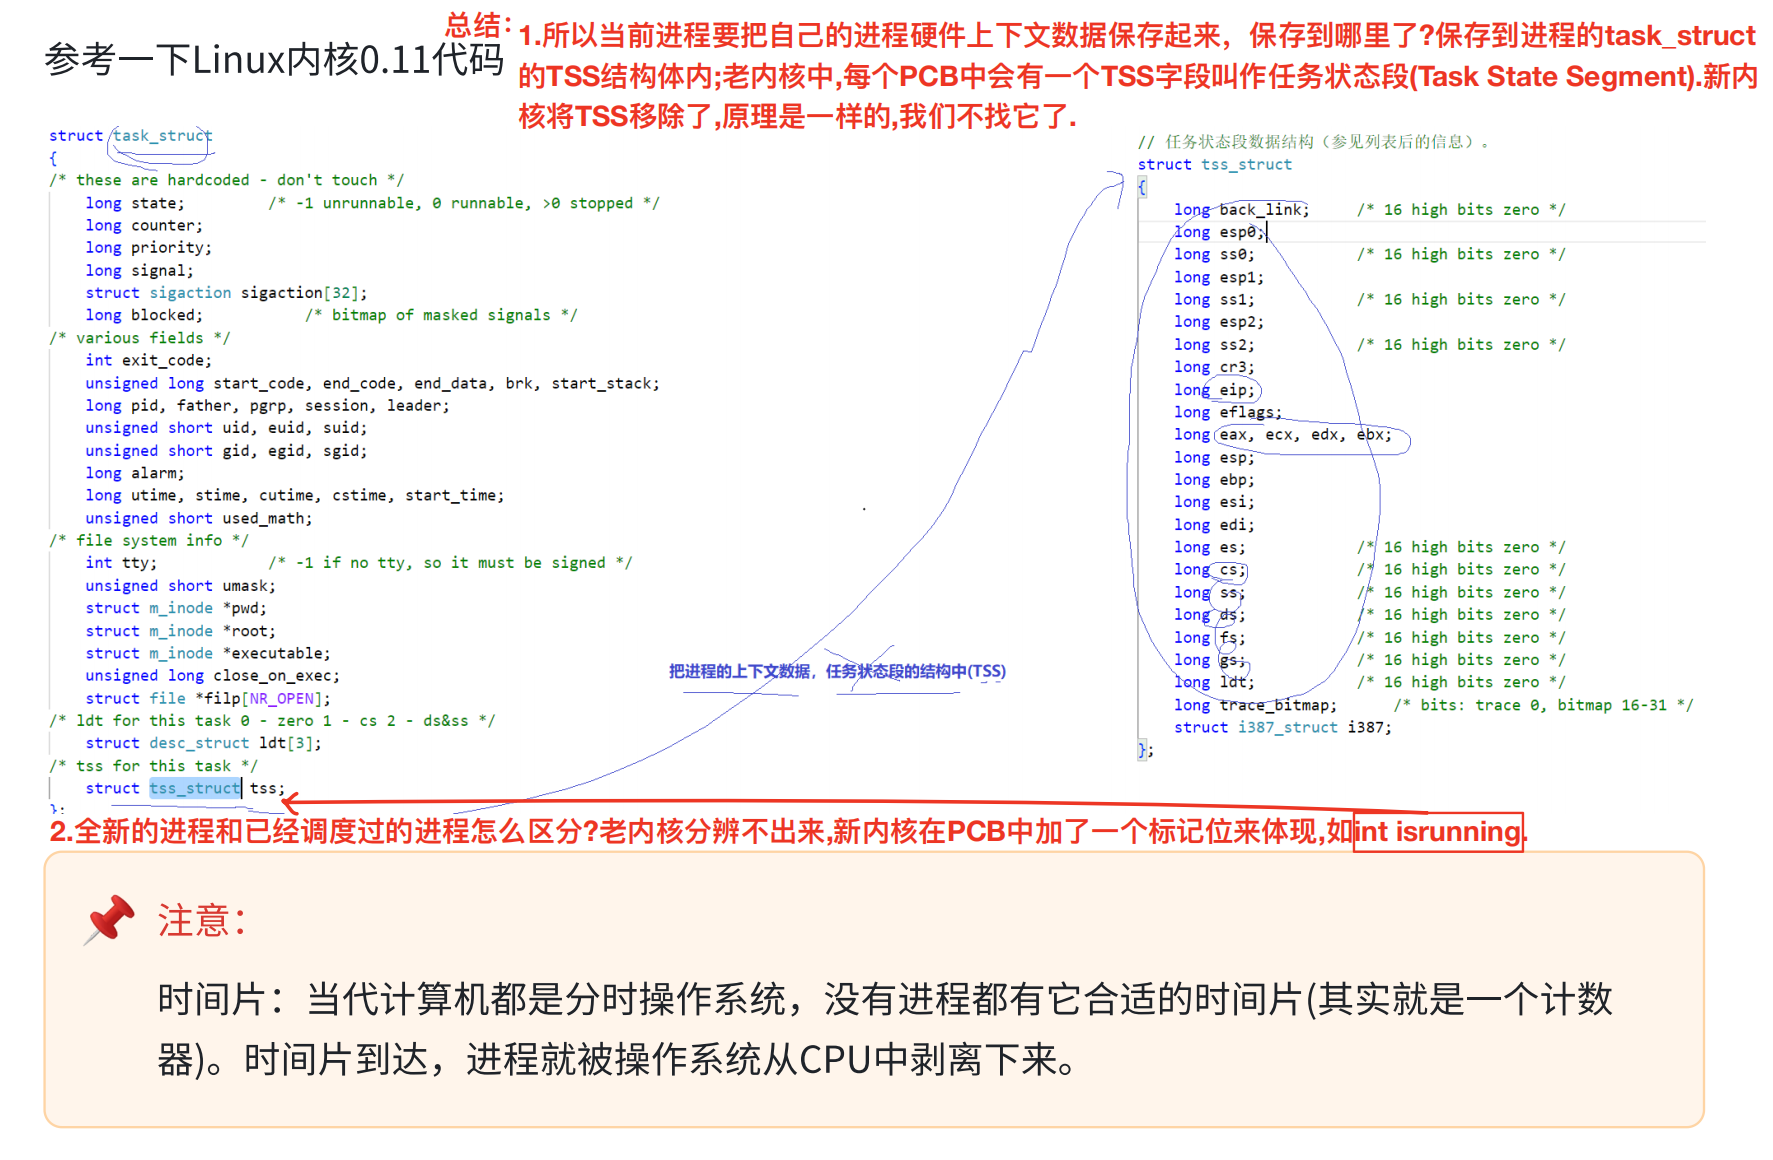 总结：
1.所以当前进程要把自己的进程硬件上下文数据保存起来，保存到哪里了?保存到进程的task_struct
的TSS结构体内;老内核中,每个PCB中会有一个TSS字段叫作任务状态段(Task State Segment).新内
核将TSS移除了,原理是一样的,我们不找它了.
参考一下Linux内核0.11代码
struct task_struct
{
/* these are hardcoded - don't touch */
long state; /* -1 unrunnable, 0 runnable, >0 stopped */
long counter;
long priority;
long signal;
struct sigaction sigaction[32];
long blocked; /* bitmap of masked signals */
/* various fields */
int exit_code;
unsigned long start_code, end_code, end_data, brk, start_stack;
long pid, father, pgrp, session, leader;
unsigned short uid, euid, suid;
unsigned short gid, egid, sgid;
long alarm;
long utime, stime, cutime, cstime, start_time;
unsigned short used_math;
/* file system info */
int tty; /* -1 if no tty, so it must be signed */
unsigned short umask;
struct m_inode *pwd;
struct m_inode *root;
struct m_inode *executable;
unsigned long close_on_exec;
struct file *filp[NR_OPEN];
/* ldt for this task 0 - zero 1 - cs 2 - ds&ss */
struct desc_struct ldt[3];
/* tss for this task */
struct tss_struct tss;
};
把进程的上下文数据，任务状态段的结构中(TSS)
// 任务状态段数据结构（参见列表后的信息）。
struct tss_struct
{
long back_link; /* 16 high bits zero */
long esp0;
long ss0; /* 16 high bits zero */
long esp1;
long ss1; /* 16 high bits zero */
long esp2;
long ss2; /* 16 high bits zero */
long cr3;
long eip;
long eflags;
long eax, ecx, edx, ebx;
long esp;
long ebp;
long esi;
long edi;
long es; /* 16 high bits zero */
long cs; /* 16 high bits zero */
long ss; /* 16 high bits zero */
long ds; /* 16 high bits zero */
long fs; /* 16 high bits zero */
long gs; /* 16 high bits zero */
long ldt; /* 16 high bits zero */
long trace_bitmap; /* bits: trace 0, bitmap 16-31 */
struct i387_struct i387;
};
2.全新的进程和已经调度过的进程怎么区分?老内核分辨不出来,新内核在PCB中加了一个标记位来体现,如int isrunning.
注意：
时间片：当代计算机都是分时操作系统，没有进程都有它合适的时间片(其实就是一个计数
器)。时间片到达，进程就被操作系统从CPU中剥离下来。